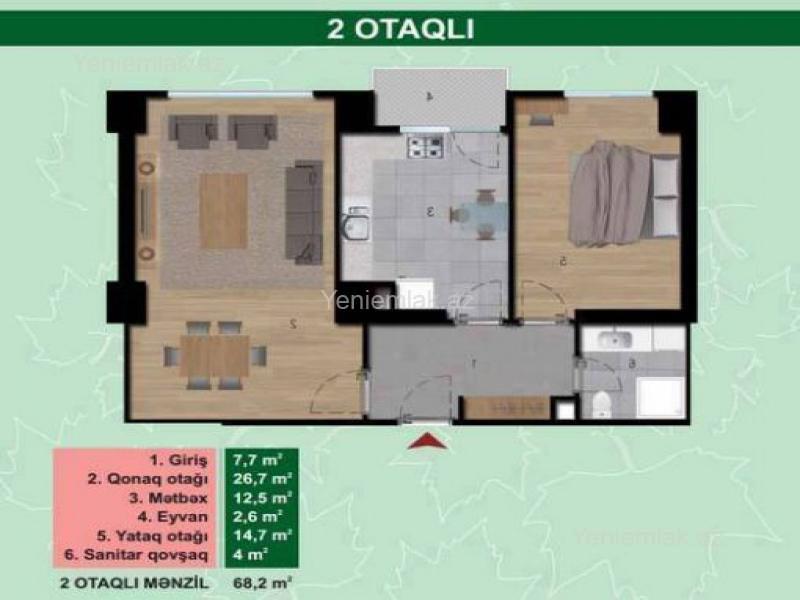 2 OTAQLI
Yeniemlak.az
4
3
5
Yeniemlak.az
2
1
6
1. Giriş 7,7 m²
2. Qonaq otağı 26,7 m²
3. Mətbəx 12,5 m²
4. Eyvan 2,6 m²
5. Yataq otağı 14,7 m²
6. Sanitar qovşaq 4 m²
Yeniemlak.az
2 OTAQLI MƏNZİL 68,2 m²